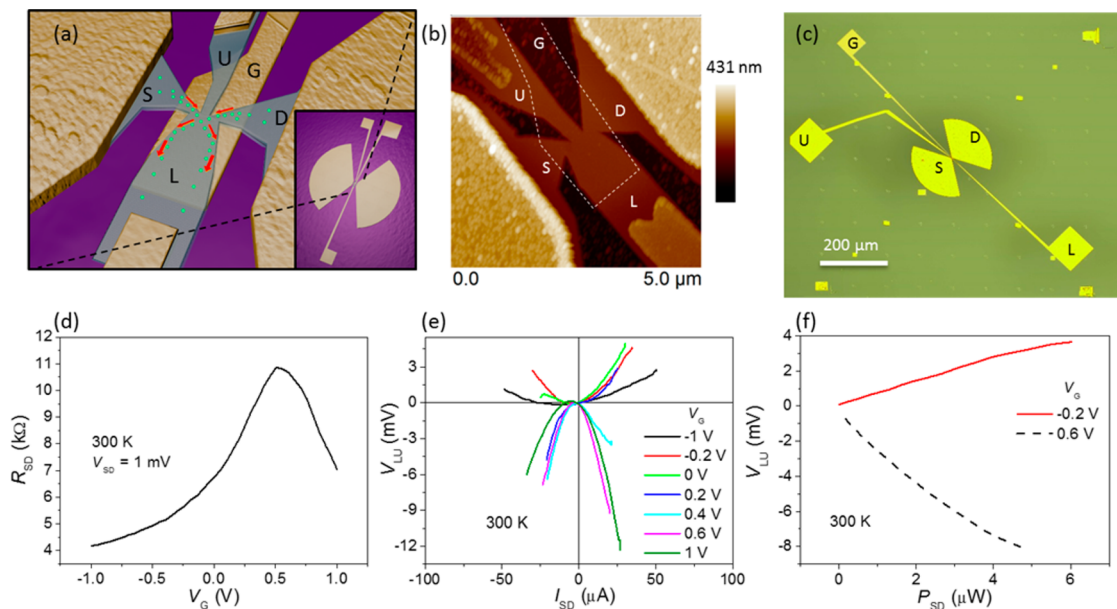 (a)
U
G
S
D
L
(b)
G
U
D
S
L
431 nm
0.0
5.0 µm
(c)
G
U
D
S
L
200 µm
(d)
12
11
10
9
8
7
6
5
4
3
R_SD (kΩ)
300 K
V_SD = 1 mV
-1.0
-0.5
0.0
0.5
1.0
V_G (V)
(e)
3
0
-3
-6
-9
-12
V_LU (mV)
300 K
V_G
-1 V
-0.2 V
0 V
0.2 V
0.4 V
0.6 V
1 V
-100
-50
0
50
100
I_SD (µA)
(f)
4
2
0
-2
-4
-6
-8
V_LU (mV)
V_G
-0.2 V
0.6 V
300 K
0
2
4
6
P_SD (µW)